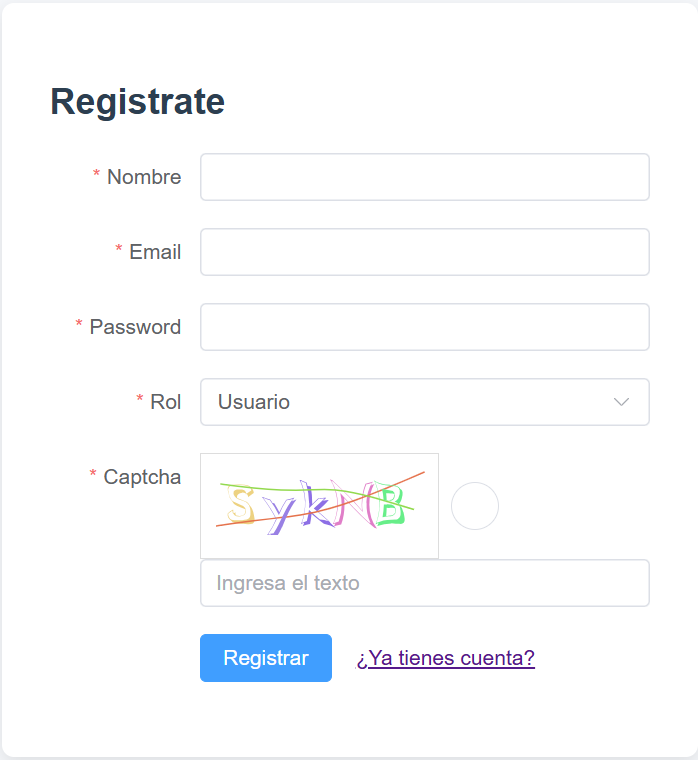 Registrate
* Nombre
* Email
* Password
* Rol Usuario
* Captcha
Ingresa el texto
Registrar ¿Ya tienes cuenta?